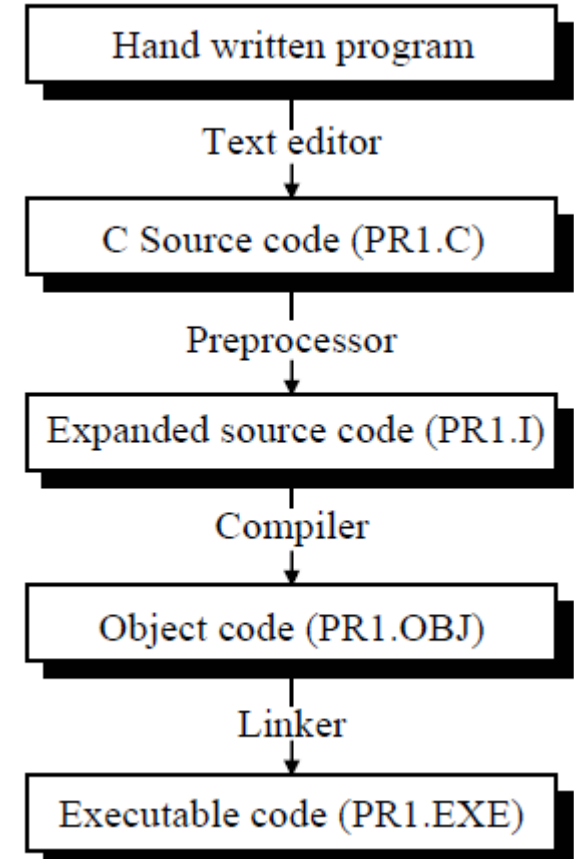 Hand written program
Text editor
C Source code (PR1.C)
Preprocessor
Expanded source code (PR1.I)
Compiler
Object code (PR1.OBJ)
Linker
Executable code (PR1.EXE)